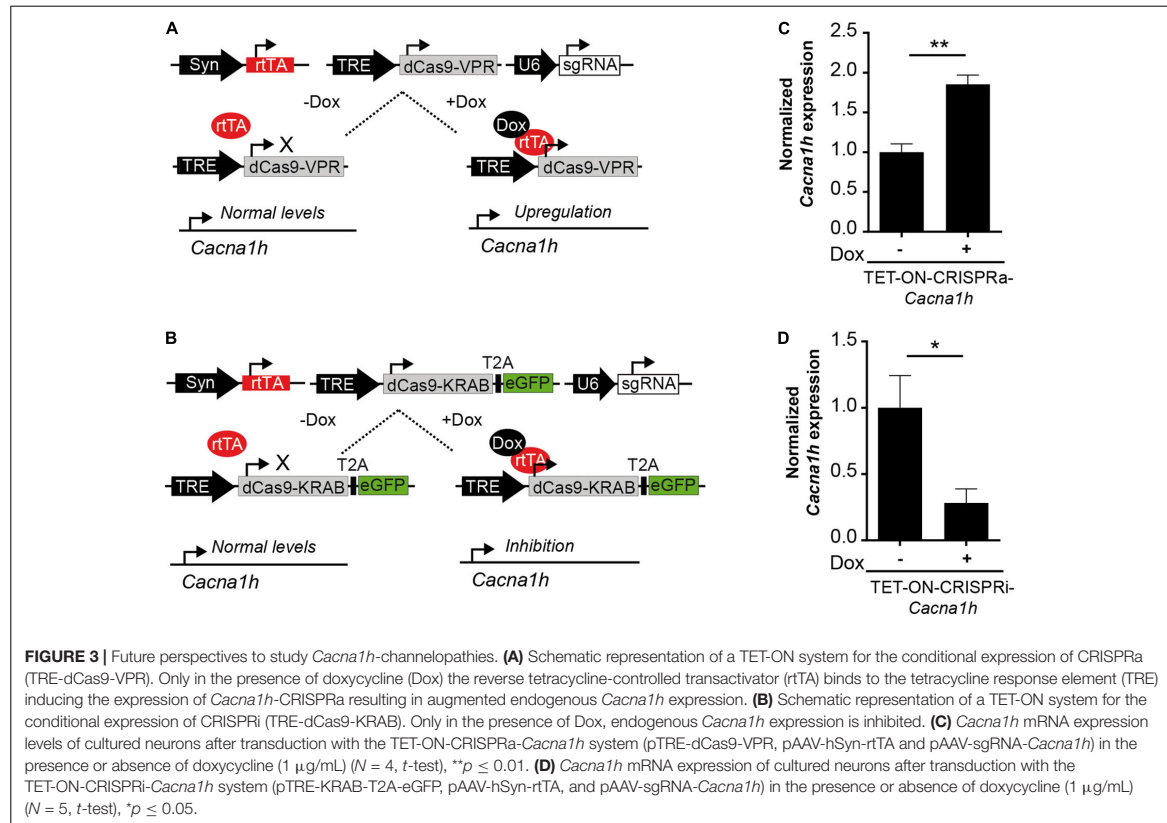 A
Syn rtTA TRE dCas9-VPR U6 sgRNA
-Dox +Dox
rtTA Dox rtTA
X
TRE dCas9-VPR TRE dCas9-VPR
Normal levels Upregulation
Cacna1h Cacna1h
B
T2A
Syn rtTA TRE dCas9-KRAB eGFP U6 sgRNA
-Dox +Dox
rtTA Dox rtTA
X T2A T2A
TRE dCas9-KRAB eGFP TRE dCas9-KRAB eGFP
Normal levels Inhibition
Cacna1h Cacna1h
C
Normalized
Cacna1h expression
2.5
2.0
1.5
1.0
0.5
0.0
**
Dox - +
TET-ON-CRISPRa-
Cacna1h
D
Normalized
Cacna1h expression
1.5
1.0
0.5
0.0
*
Dox - +
TET-ON-CRISPRi-
Cacna1h
FIGURE 3 | Future perspectives to study Cacna1h-channelopathies. (A) Schematic representation of a TET-ON system for the conditional expression of CRISPRa
(TRE-dCas9-VPR). Only in the presence of doxycycline (Dox) the reverse tetracycline-controlled transactivator (rtTA) binds to the tetracycline response element (TRE)
inducing the expression of Cacna1h-CRISPRa resulting in augmented endogenous Cacna1h expression. (B) Schematic representation of a TET-ON system for the
conditional expression of CRISPRi (TRE-dCas9-KRAB). Only in the presence of Dox, endogenous Cacna1h expression is inhibited. (C) Cacna1h mRNA expression
levels of cultured neurons after transduction with the TET-ON-CRISPRa-Cacna1h system (pTRE-dCas9-VPR, pAAV-hSyn-rtTA and pAAV-sgRNA-Cacna1h) in the
presence or absence of doxycycline (1 μg/mL) (N = 4, t-test), **p ≤ 0.01. (D) Cacna1h mRNA expression of cultured neurons after transduction with the
TET-ON-CRISPRi-Cacna1h system (pTRE-KRAB-T2A-eGFP, pAAV-hSyn-rtTA, and pAAV-sgRNA-Cacna1h) in the presence or absence of doxycycline (1 μg/mL)
(N = 5, t-test), *p ≤ 0.05.